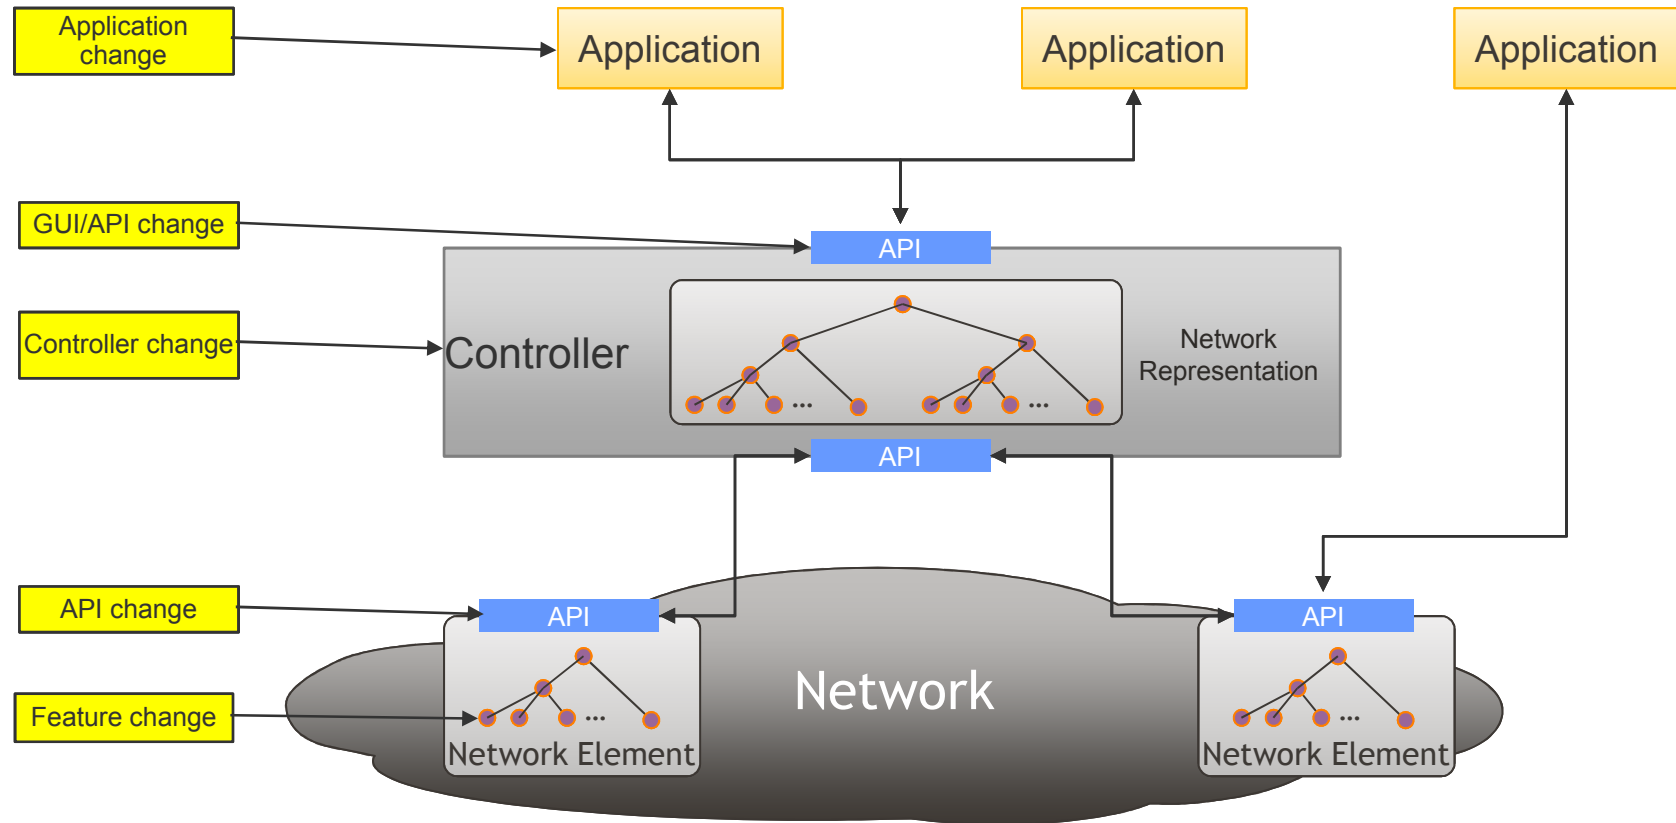 Application
change
Application
Application
Application
GUI/API change
API
Controller change
Controller
Network
Representation
...
...
API
API change
API
API
Network
Feature change
...
...
Network Element
Network Element